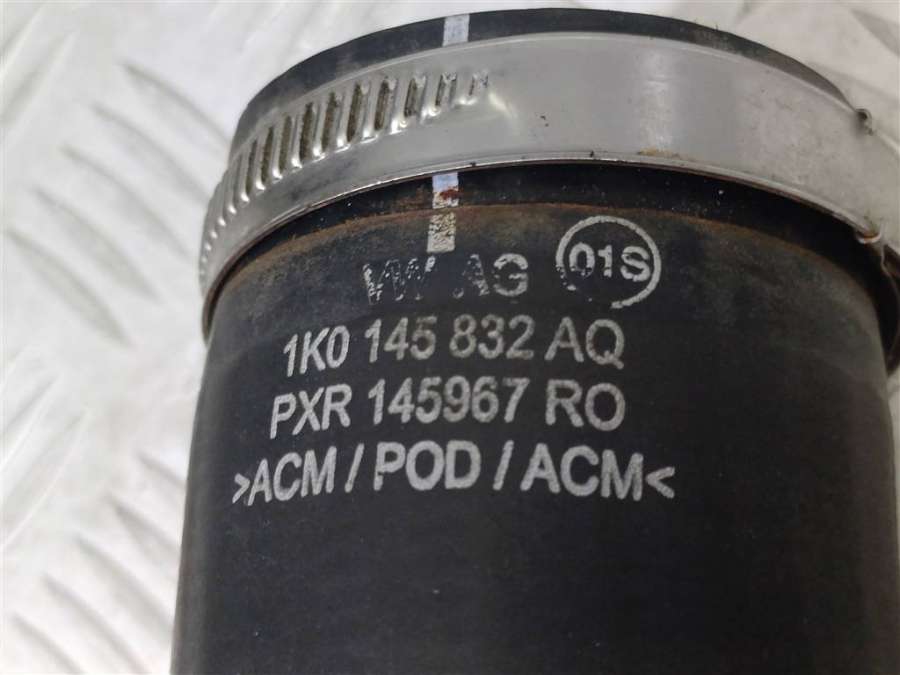 VW AG 01S
1K0 145 832 AQ
PXR 145967 RO
>ACM / POD / ACM<